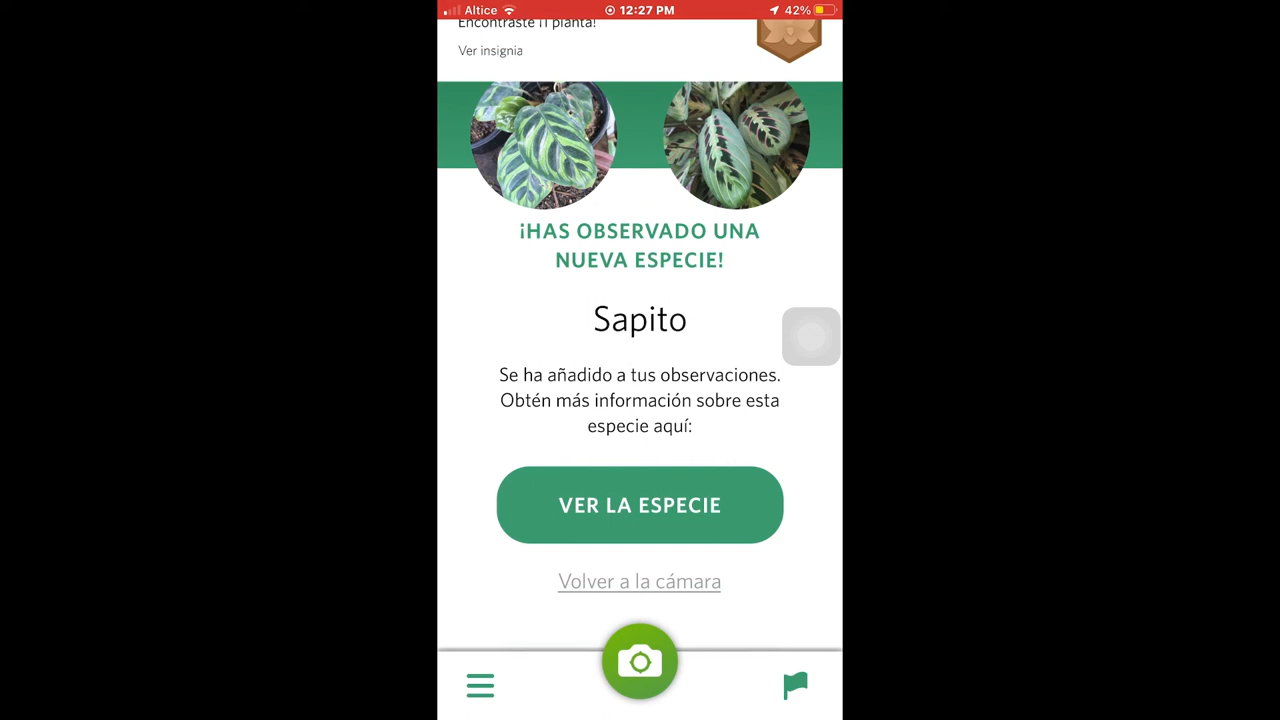 Altice 12:27 PM 42%
Encontraste 11 planta!
Ver insignia
¡HAS OBSERVADO UNA
NUEVA ESPECIE!
Sapito
Se ha añadido a tus observaciones.
Obtén más información sobre esta
especie aquí:
VER LA ESPECIE
Volver a la cámara